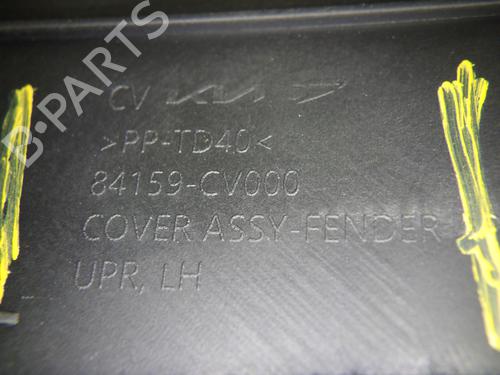 CV KIA
>PP-TD40<
84159-CV000
COVER ASSY-FENDER
UPR, LH
B-PARTS